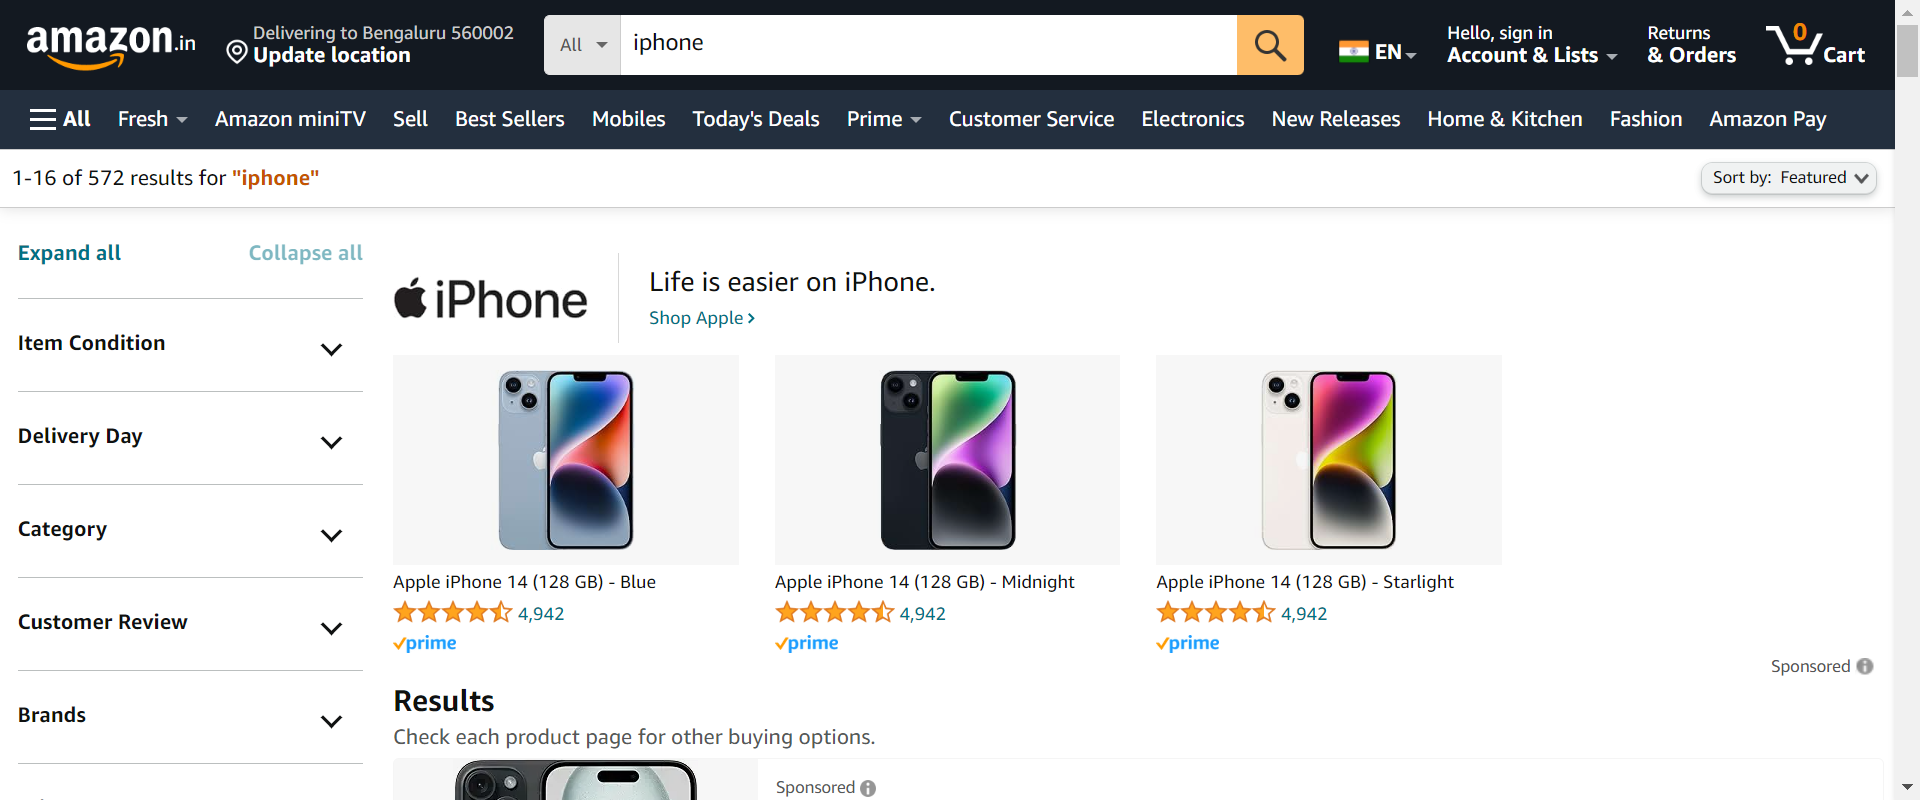 amazon.in
Delivering to Bengaluru 560002
Update location
All
iphone
EN
Hello, sign in
Account & Lists
Returns
& Orders
0
Cart
All
Fresh
Amazon miniTV
Sell
Best Sellers
Mobiles
Today's Deals
Prime
Customer Service
Electronics
New Releases
Home & Kitchen
Fashion
Amazon Pay
1-16 of 572 results for "iphone"
Sort by: Featured
Expand all
Collapse all
Item Condition
Delivery Day
Category
Customer Review
Brands
iPhone
Life is easier on iPhone.
Shop Apple
Apple iPhone 14 (128 GB) - Blue
4,942
prime
Apple iPhone 14 (128 GB) - Midnight
4,942
prime
Apple iPhone 14 (128 GB) - Starlight
4,942
prime
Sponsored
Results
Check each product page for other buying options.
Sponsored